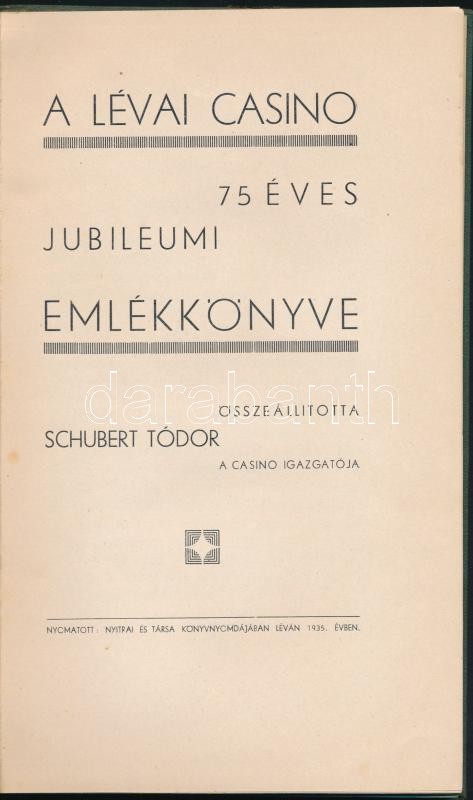 A LÉVAI CASINO
75 ÉVES
JUBILEUMI
EMLÉKKÖNYVE
darabanth
ÖSSZEÁLLITOTTA
SCHUBERT TÓDOR
A CASINO IGAZGATÓJA
NYOMATOTT: NYITRAI ÉS TÁRSA KÖNYVNYOMDÁJÁBAN LÉVÁN 1935. ÉVBEN.